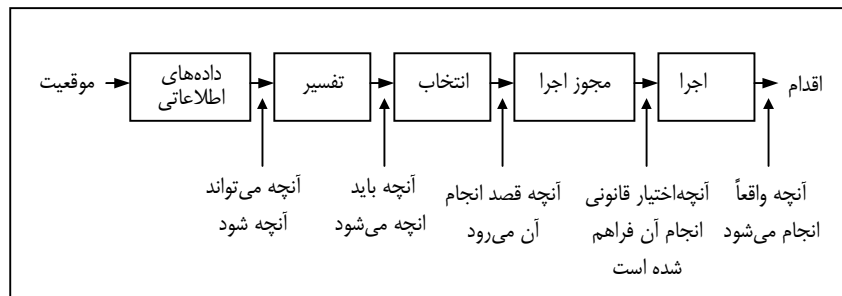 موقعیت
داده‌های
اطلاعاتی
تفسیر
انتخاب
مجوز اجرا
اجرا
اقدام
آنچه می‌تواند
آنچه شود
آنچه باید
انچه می‌شود
آنچه قصد انجام
آن می‌رود
آنچه‌اختیار قانونی
انجام آن فراهم
شده است
آنچه واقعاً
انجام می‌شود